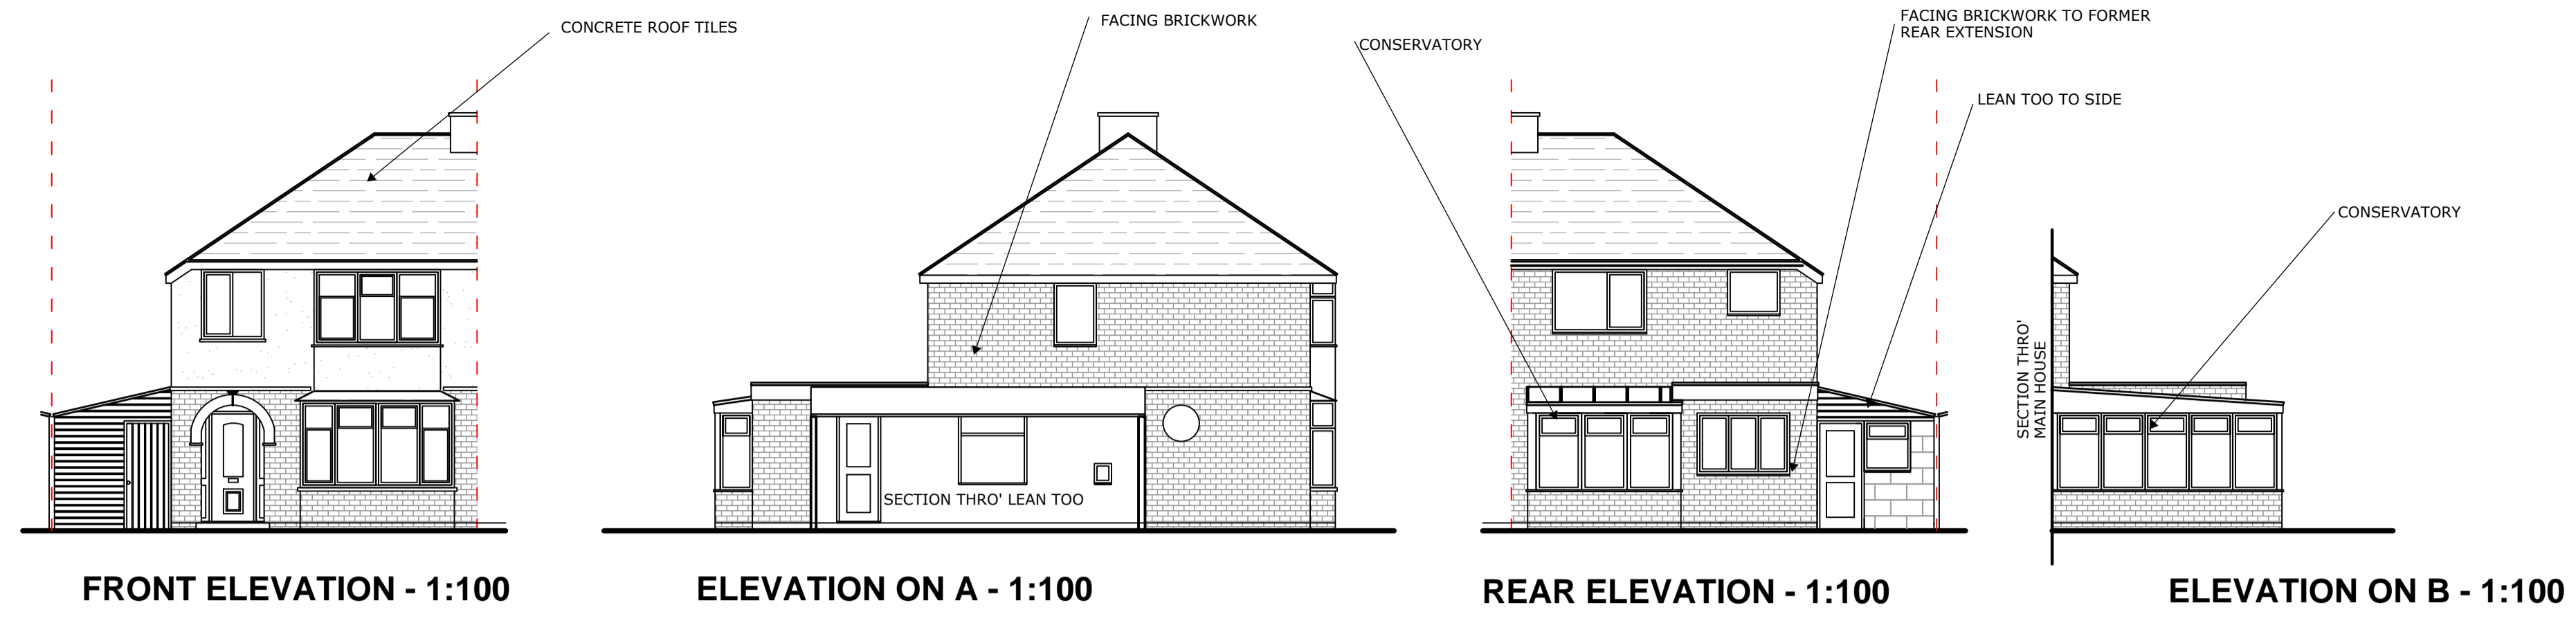 CONCRETE ROOF TILES
FACING BRICKWORK
CONSERVATORY
FACING BRICKWORK TO FORMER
REAR EXTENSION
LEAN TOO TO SIDE
CONSERVATORY
SECTION THRO' LEAN TOO
SECTION THRO'
MAIN HOUSE
FRONT ELEVATION - 1:100
ELEVATION ON A - 1:100
REAR ELEVATION - 1:100
ELEVATION ON B - 1:100